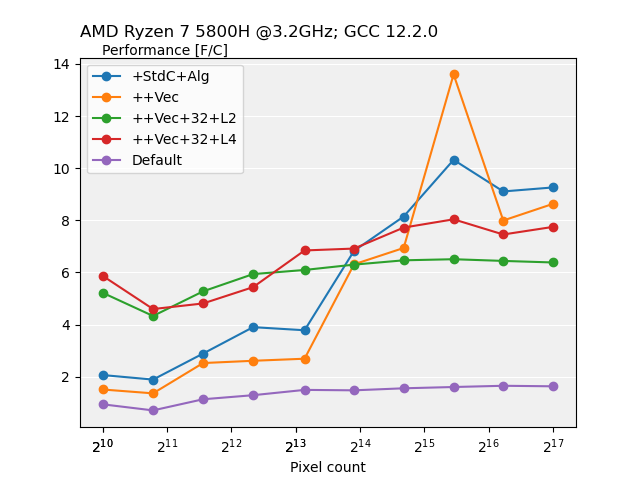 AMD Ryzen 7 5800H @3.2GHz; GCC 12.2.0
Performance [F/C]
+StdC+Alg
++Vec
++Vec+32+L2
++Vec+32+L4
Default
14
12
10
8
6
4
2
2^10 2^11 2^12 2^13 2^14 2^15 2^16 2^17
Pixel count